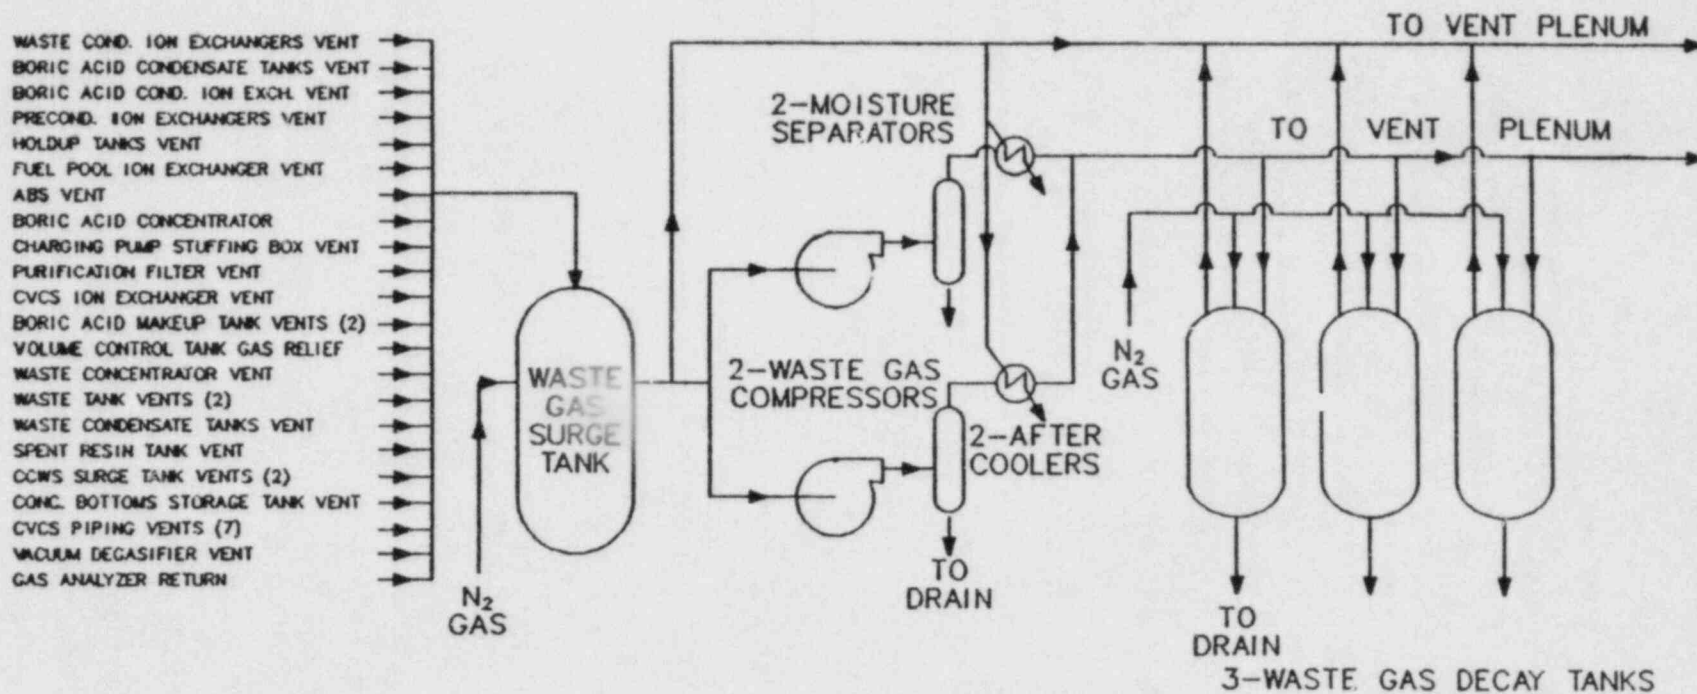 WASTE COND. ION EXCHANGERS VENT
BORIC ACID CONDENSATE TANKS VENT
BORIC ACID COND. ION EXCH. VENT
PRECOND. ION EXCHANGERS VENT
HOLDUP TANKS VENT
FUEL POOL ION EXCHANGER VENT
ABS VENT
BORIC ACID CONCENTRATOR
CHARGING PUMP STUFFING BOX VENT
PURIFICATION FILTER VENT
CVCS ION EXCHANGER VENT
BORIC ACID MAKEUP TANK VENTS (2)
VOLUME CONTROL TANK GAS RELIEF
WASTE CONCENTRATOR VENT
WASTE TANK VENTS (2)
WASTE CONDENSATE TANKS VENT
SPENT RESIN TANK VENT
CCWS SURGE TANK VENTS (2)
CONC. BOTTOMS STORAGE TANK VENT
CVCS PIPING VENTS (7)
VACUUM DEGASIFIER VENT
GAS ANALYZER RETURN
N₂
GAS
WASTE
GAS
SURGE
TANK
2-WASTE GAS
COMPRESSORS
2-MOISTURE
SEPARATORS
2-AFTER
COOLERS
TO
DRAIN
TO VENT PLENUM
TO VENT PLENUM
N₂
GAS
TO
DRAIN
3-WASTE GAS DECAY TANKS